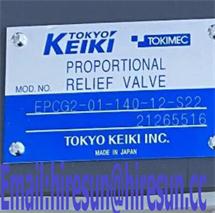 TOKYO KEIKI TOKIMEC
PROPORTIONAL
RELIEF VALVE
MOD. NO.
EPCG2-01-140-12-S22
21265516
TOKYO KEIKI INC.
MADE IN JAPAN
Email:hiresun@hiresun.cc